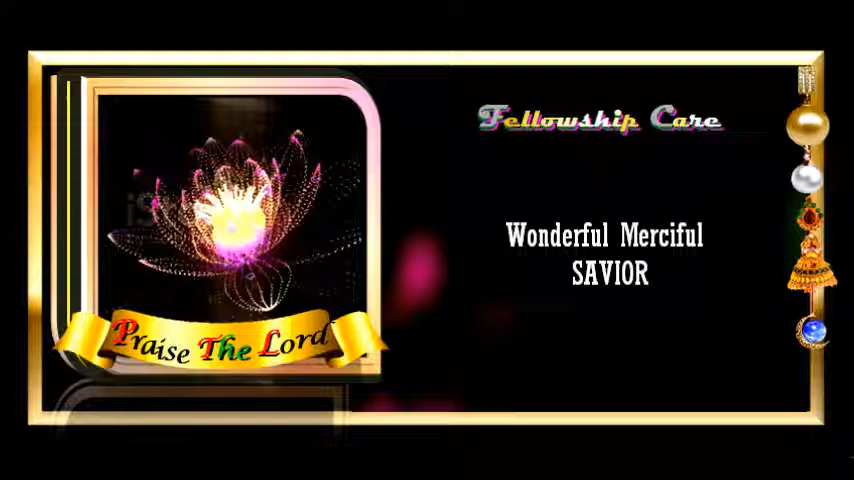 Fellowship Care
Wonderful Merciful
SAVIOR
Praise The Lord